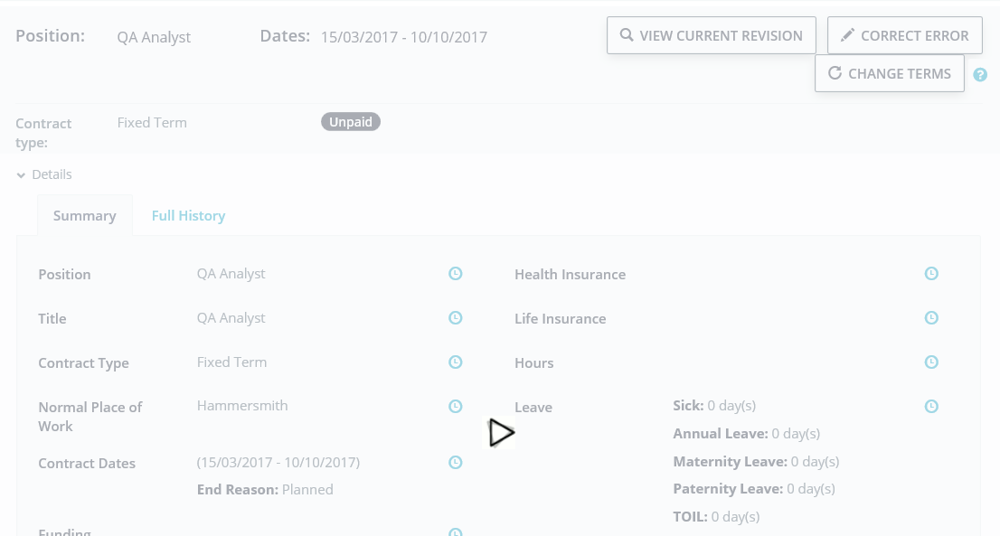 Position: QA Analyst Dates: 15/03/2017 - 10/10/2017 VIEW CURRENT REVISION CORRECT ERROR
CHANGE TERMS ?
Contract type: Fixed Term Unpaid
Details
Summary Full History
Position QA Analyst Health Insurance
Title QA Analyst Life Insurance
Contract Type Fixed Term Hours
Normal Place of Work Hammersmith Leave Sick: 0 day(s)
Annual Leave: 0 day(s)
Contract Dates (15/03/2017 - 10/10/2017) Maternity Leave: 0 day(s)
End Reason: Planned Paternity Leave: 0 day(s)
TOIL: 0 day(s)
Funding